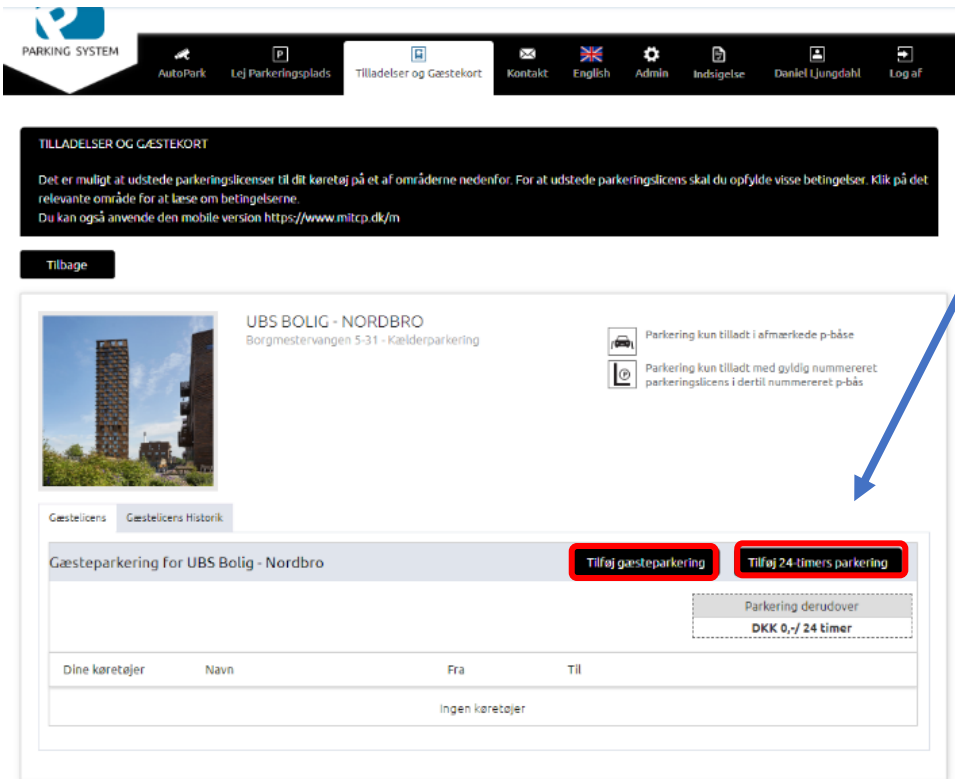 PARKING SYSTEM
AutoPark
Lej Parkeringsplads
Tilladelser og Gæstekort
Kontakt
English
Admin
Indsigelse
Daniel Ljungdahl
Log af
TILLADELSER OG GÆSTEKORT
Det er muligt at udstede parkeringslicenser til dit køretøj på et af områderne nedenfor. For at udstede parkeringslicens skal du opfylde visse betingelser. Klik på det
relevante område for at læse om betingelserne.
Du kan også anvende den mobile version https://www.mitcp.dk/m
Tilbage
UBS BOLIG - NORDBRO
Borgmestervangen 5-31 - Kælderparkering
Parkering kun tilladt i afmærkede p-båse
Parkering kun tilladt med gyldig nummereret
parkeringslicens i dertil nummereret p-bås
Gæstelicens
Gæstelicens Historik
Gæsteparkering for UBS Bolig - Nordbro
Tilføj gæsteparkering
Tilføj 24-timers parkering
Parkering derudover
DKK 0,-/ 24 timer
Dine køretøjer
Navn
Fra
Til
Ingen køretøjer